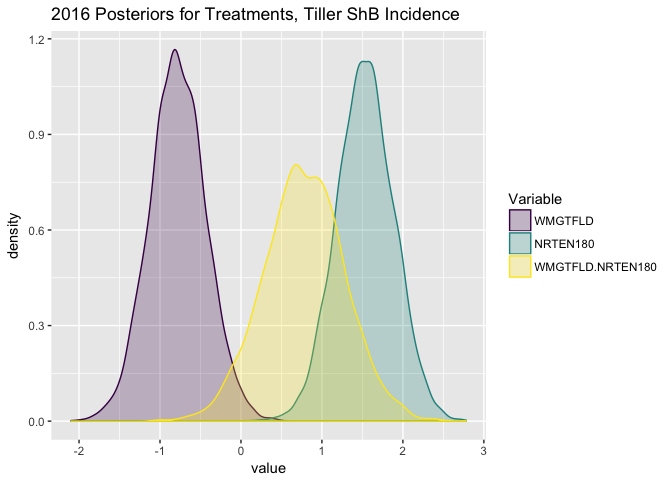 2016 Posteriors for Treatments, Tiller ShB Incidence
1.2
0.9
0.6
0.3
0.0
density
-2
-1
0
1
2
3
value
Variable
WMGTFLD
NRTEN180
WMGTFLD.NRTEN180